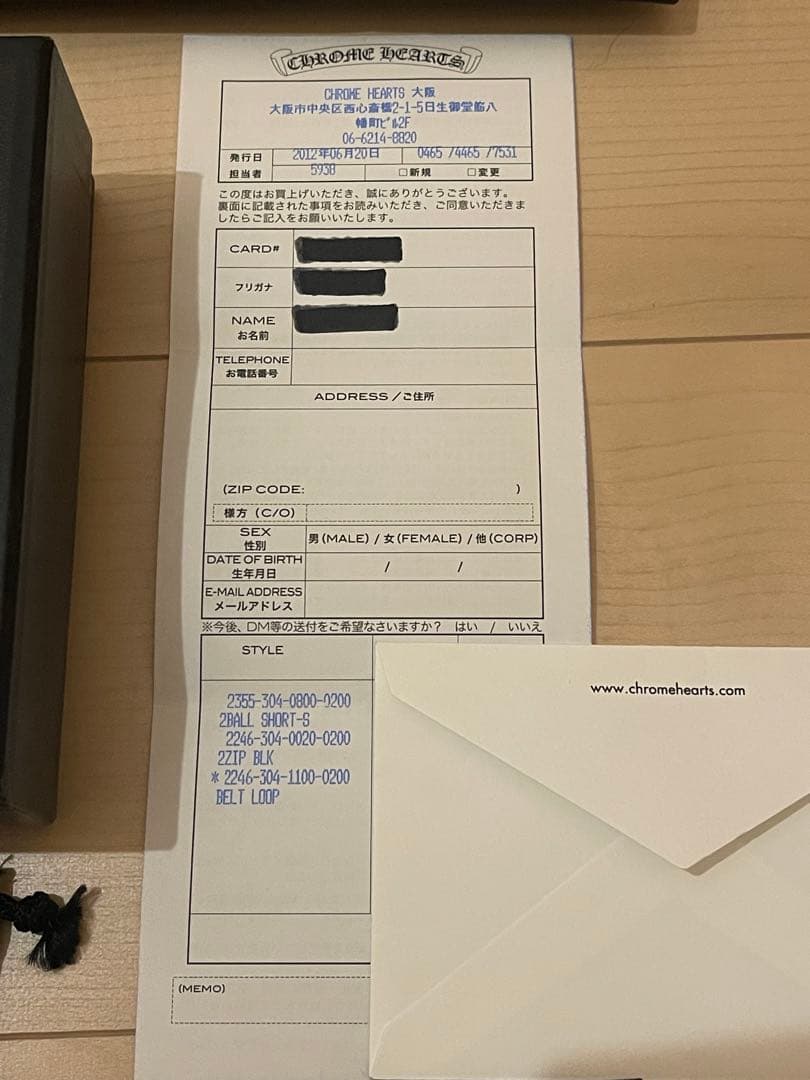 CHROME HEARTS
CHROME HEARTS 大阪
大阪市中央区西心斎橋2-1-5日生御堂筋八
幡町ビル2F
06-6214-8820
発行日 2012年06月20日 0465 /4465 /7531
担当者 5938 □新規 □変更
この度はお買上げいただき、誠にありがとうございます。
裏面に記載された事項をお読みいただき、ご同意いただきま
したらご記入をお願いいたします。
CARD#
フリガナ
NAME
お名前
TELEPHONE
お電話番号
ADDRESS／ご住所
(ZIP CODE: )
様方（C/O）
SEX
性別
男(MALE) / 女(FEMALE) / 他(CORP)
DATE OF BIRTH
生年月日
/ /
E-MAIL ADDRESS
メールアドレス
※今後、DM等の送付をご希望なさいますか？ はい / いいえ
STYLE
2355-304-0800-0200
2BALL SHORT-S
2246-304-0020-0200
2ZIP BLK
* 2246-304-1100-0200
BELT LOOP
(MEMO)
www.chromehearts.com